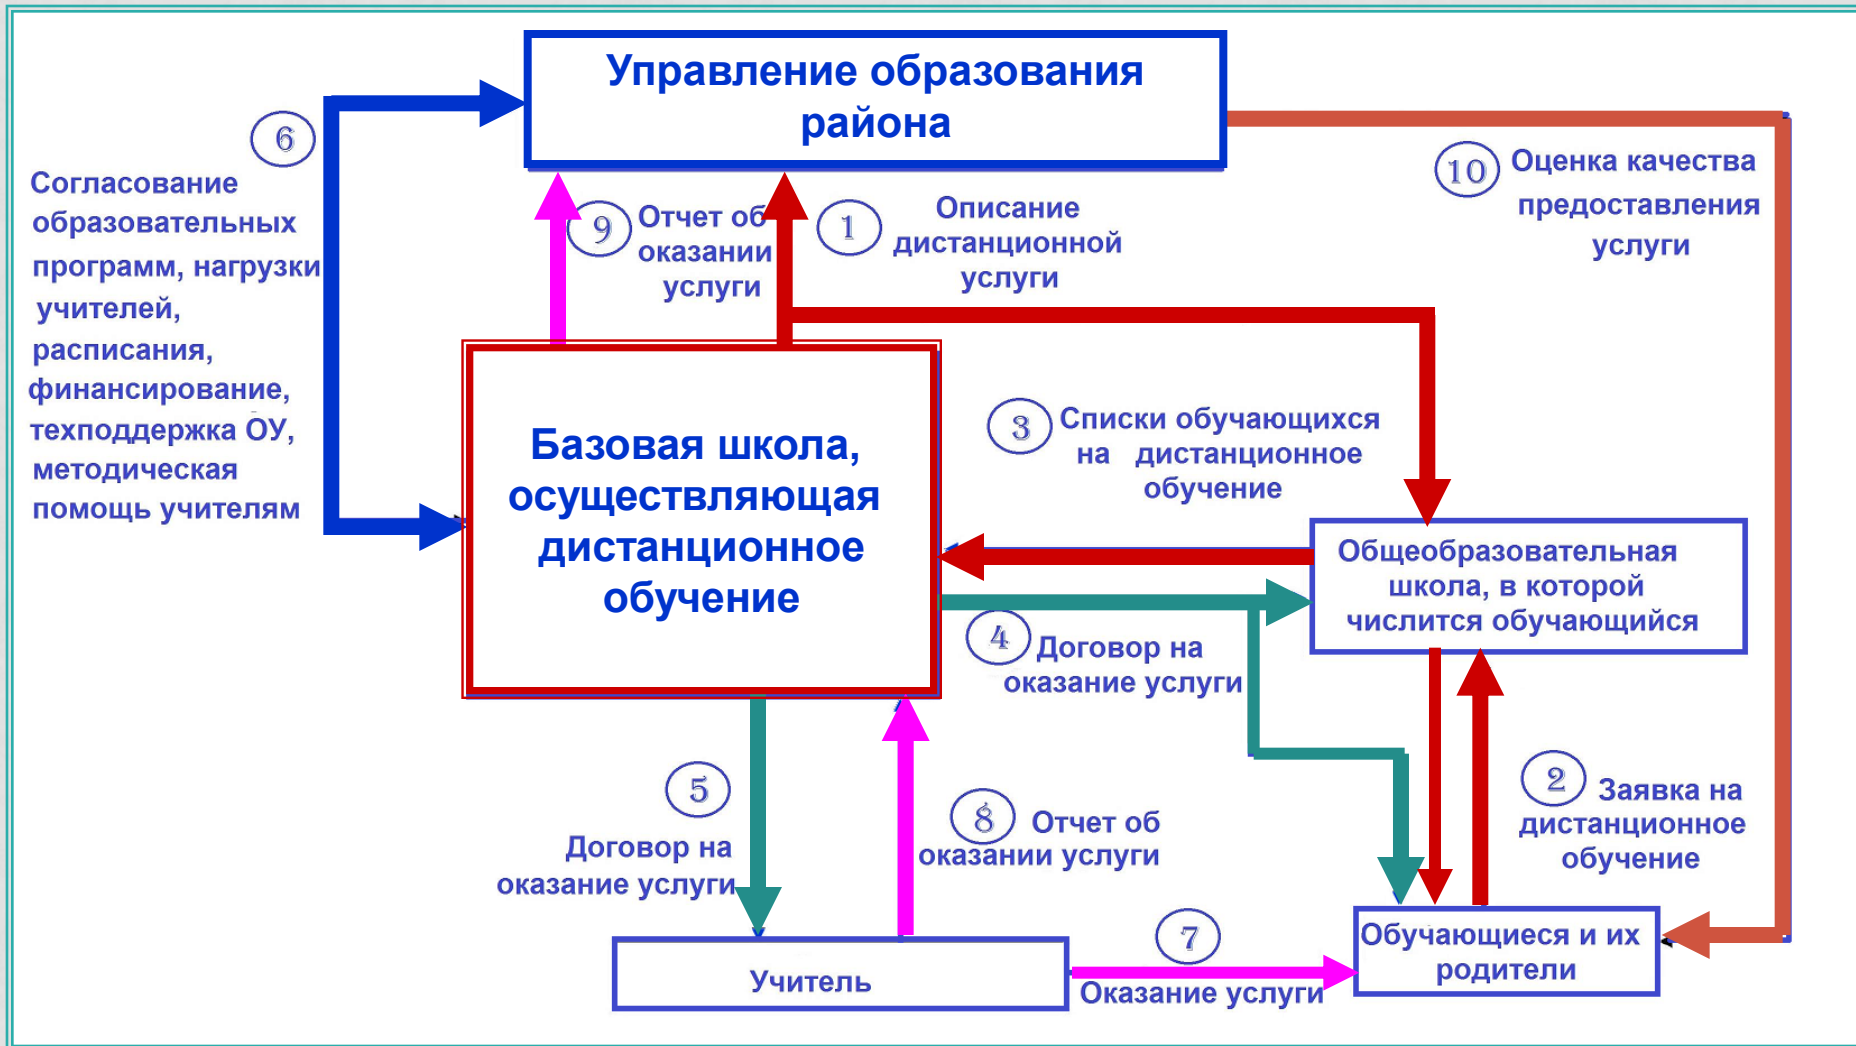 Управление образования
района
6
Согласование
образовательных
программ, нагрузки
учителей,
расписания,
финансирование,
техподдержка ОУ,
методическая
помощь учителям
9
Отчет об
оказании
услуги
1
Описание
дистанционной
услуги
10
Оценка качества
предоставления
услуги
Базовая школа,
осуществляющая
дистанционное
обучение
3
Списки обучающихся
на дистанционное
обучение
Общеобразовательная
школа, в которой
числится обучающийся
4
Договор на
оказание услуги
5
Договор на
оказание услуги
8
Отчет об
оказании услуги
2
Заявка на
дистанционное
обучение
7
Оказание услуги
Учитель
Обучающиеся и их
родители